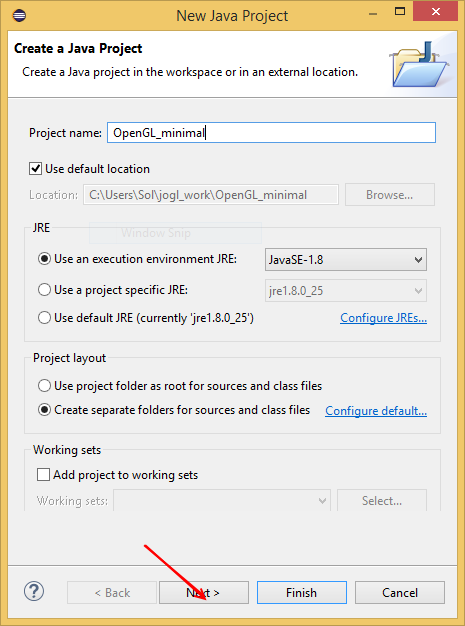 New Java Project
Create a Java Project
Create a Java project in the workspace or in an external location.
Project name: OpenGL_minimal
Use default location
Location: C:\Users\Sol\jogl_work\OpenGL_minimal Browse...
JRE
Window Snip
Use an execution environment JRE: JavaSE-1.8
Use a project specific JRE: jre1.8.0_25
Use default JRE (currently 'jre1.8.0_25') Configure JREs...
Project layout
Use project folder as root for sources and class files
Create separate folders for sources and class files Configure default...
Working sets
Add project to working sets
Working sets: Select...
? < Back Next > Finish Cancel